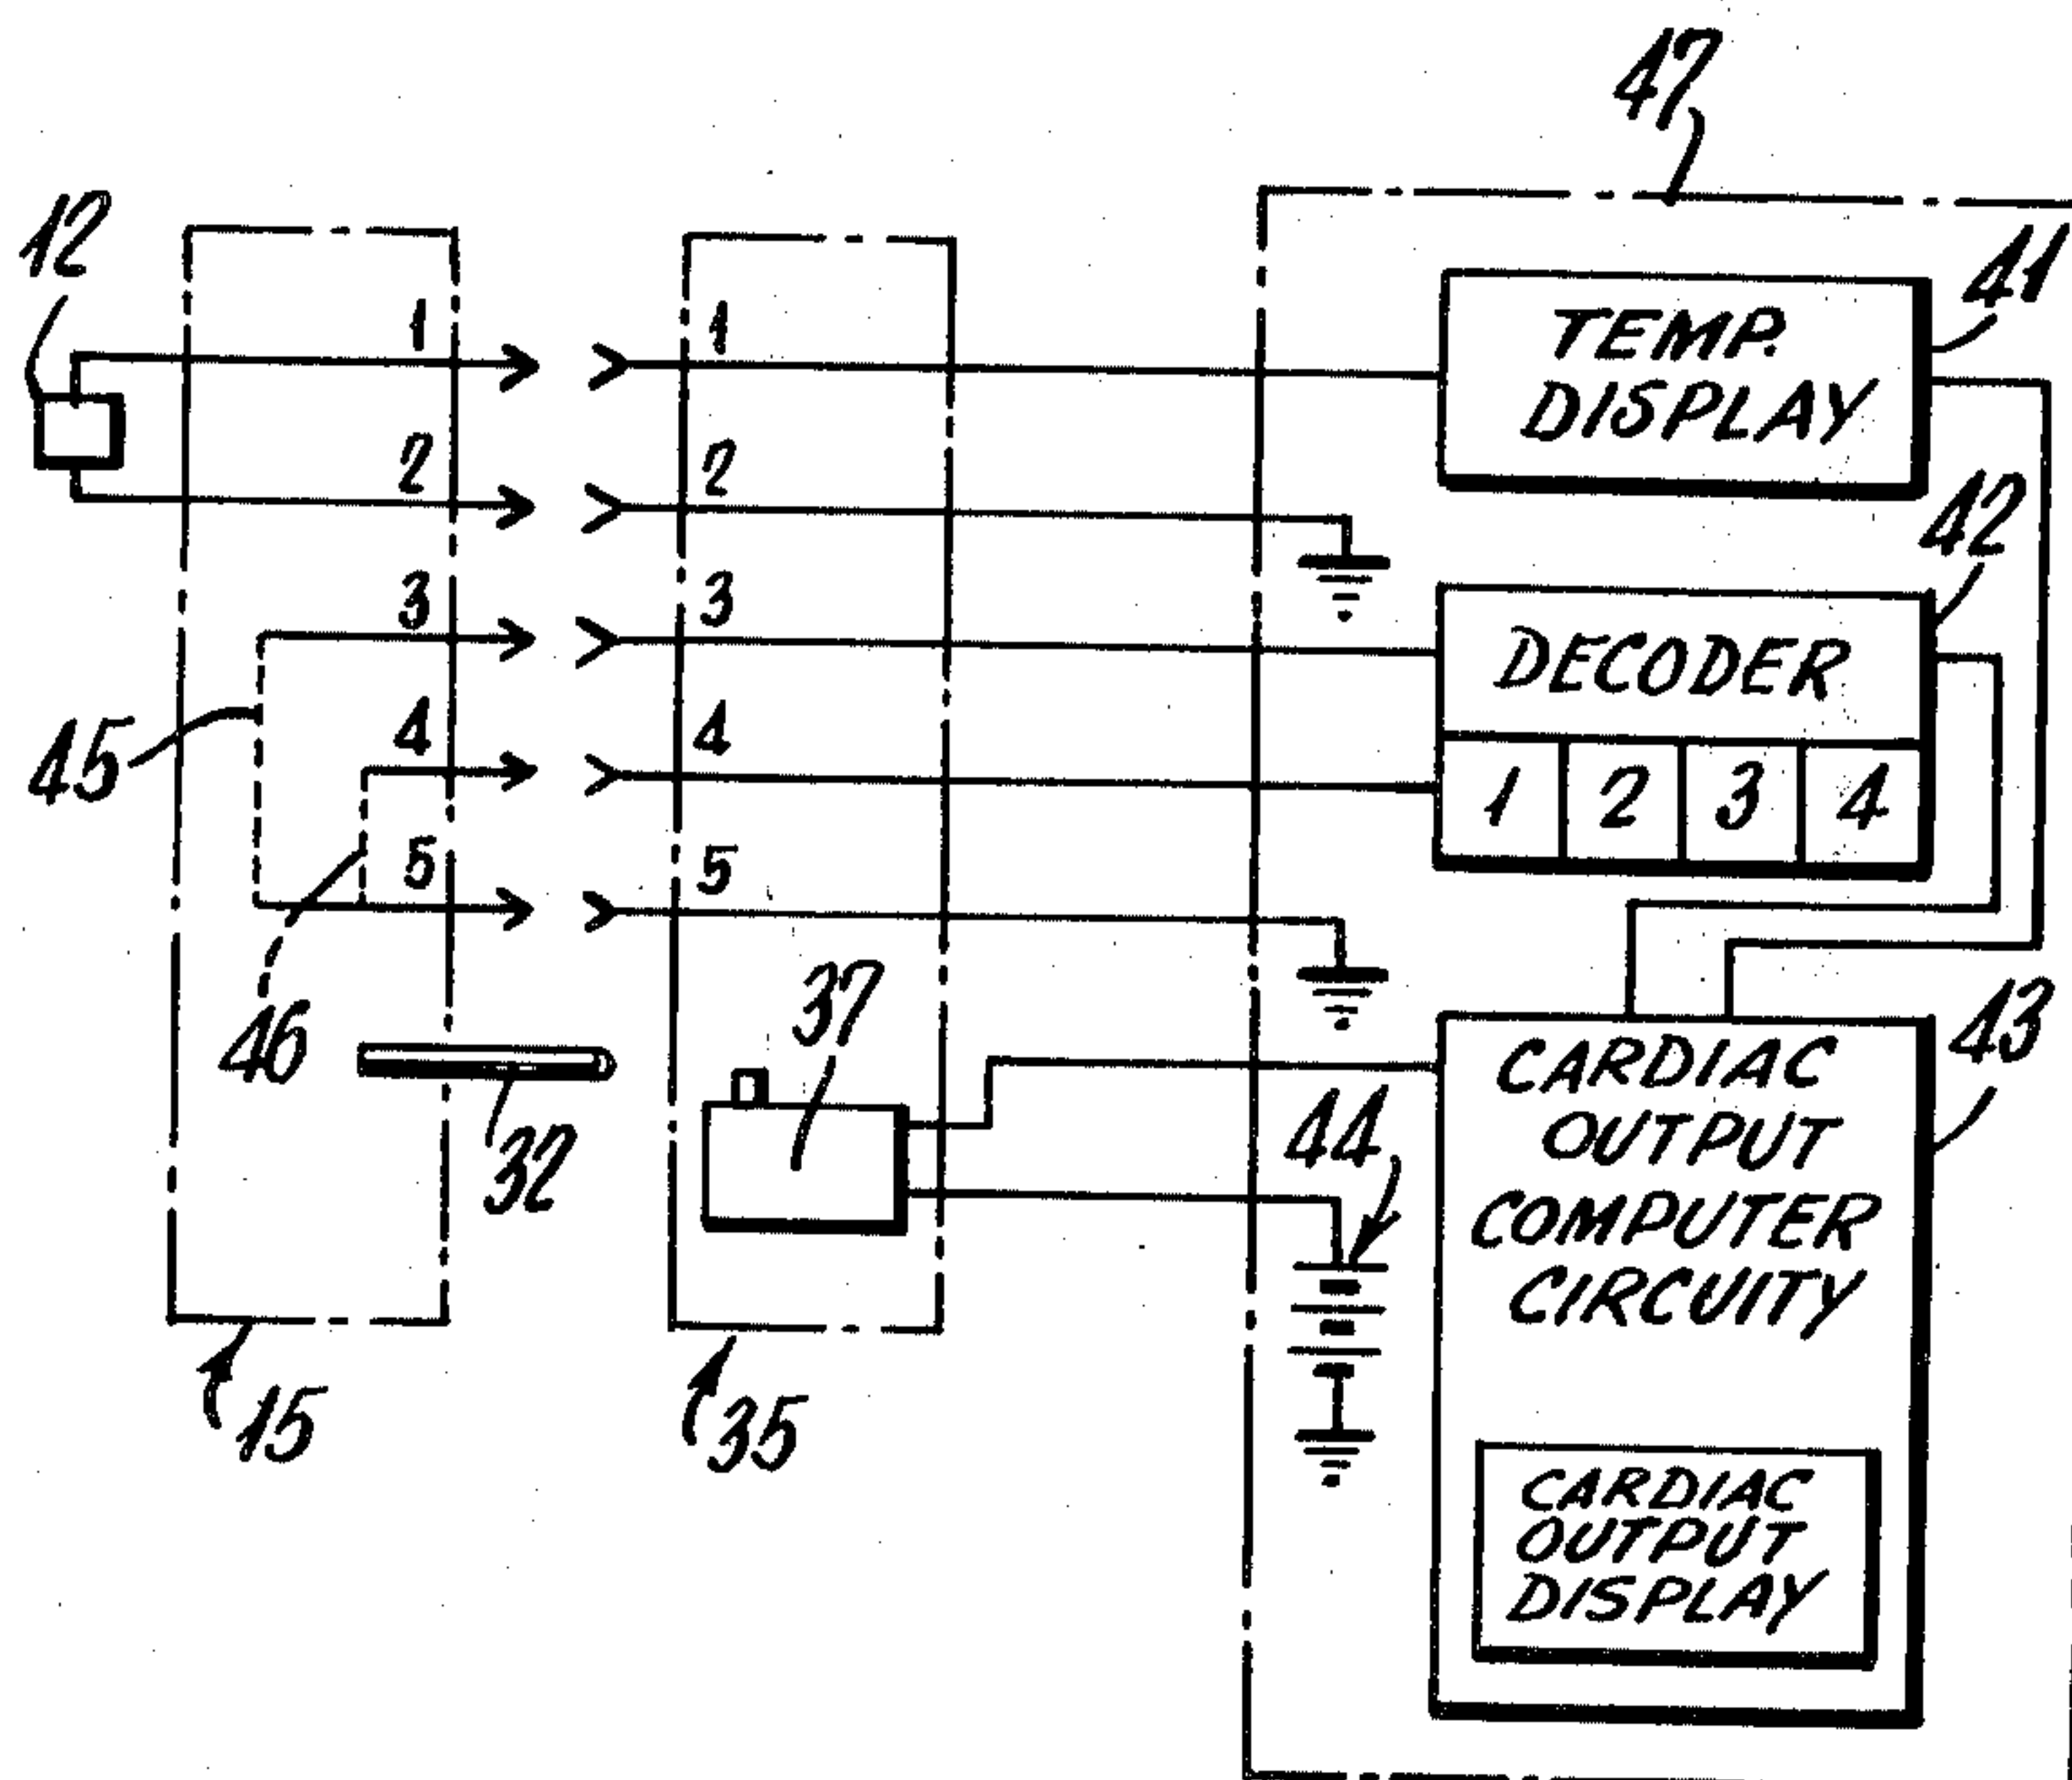 47
12
41
1
1
TEMP.
DISPLAY
2
2
42
3
3
DECODER
45
4
4
1 2 3 4
5
5
37
46
43
CARDIAC
OUTPUT
COMPUTER
CIRCUITY
44
32
15
35
CARDIAC
OUTPUT
DISPLAY